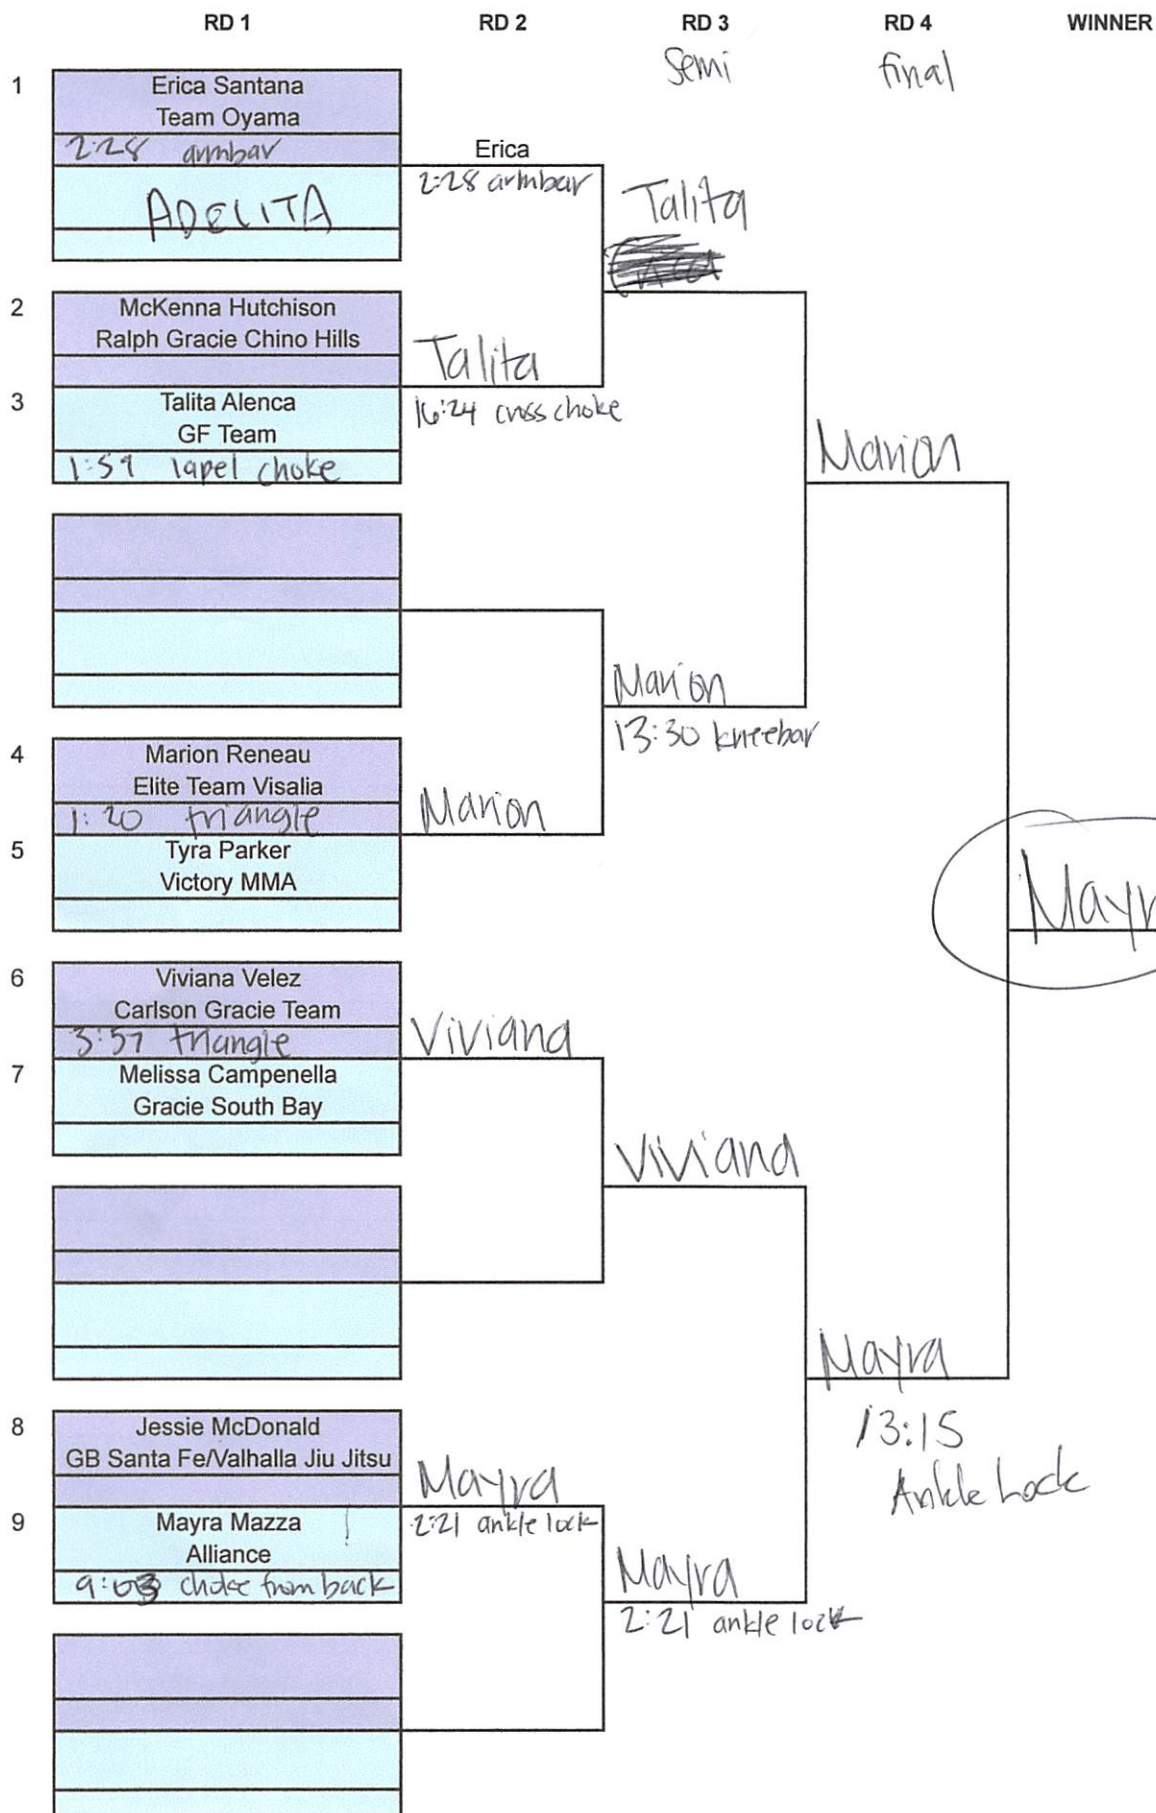 RD 1 RD 2 RD 3 RD 4 WINNER
Semi final
1 Erica Santana
Team Oyama
2:28 armbar
ADELITA
Erica
2:28 armbar
Talita
2 McKenna Hutchison
Ralph Gracie Chino Hills
3 Talita Alenca
GF Team
1:59 lapel choke
Talita
16:24 cross choke
Marion
Marion
13:30 kneebar
4 Marion Reneau
Elite Team Visalia
1:20 triangle
5 Tyra Parker
Victory MMA
Marion
Mayr
6 Viviana Velez
Carlson Gracie Team
3:57 triangle
7 Melissa Campenella
Gracie South Bay
Viviana
Viviana
Mayra
13:15
Ankle Lock
8 Jessie McDonald
GB Santa Fe/Valhalla Jiu Jitsu
9 Mayra Mazza
Alliance
9:03 choke from back
Mayra
2:21 ankle lock
Mayra
2:21 ankle lock